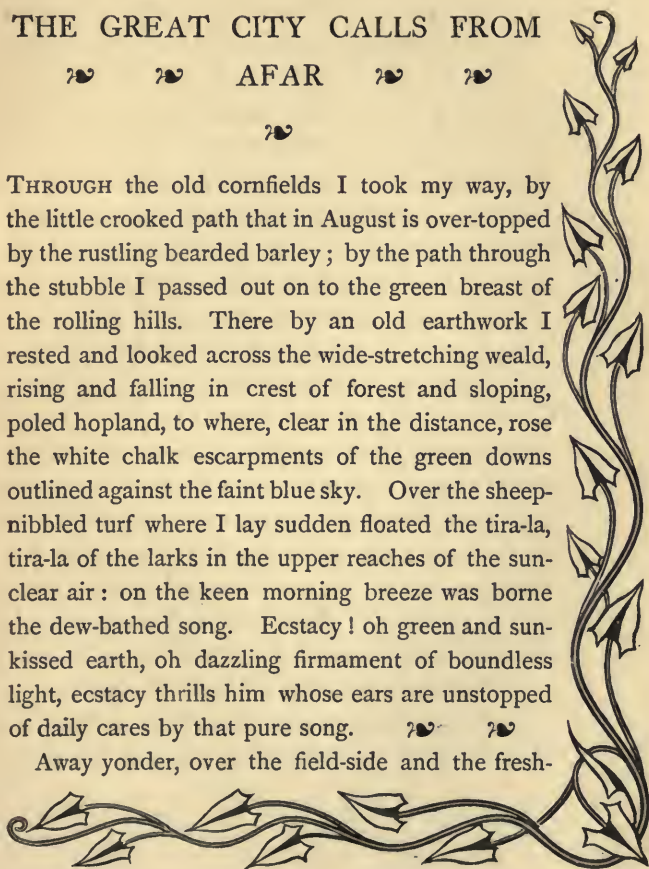 THE GREAT CITY CALLS FROM
❧ ❧ AFAR ❧ ❧
❧
THROUGH the old cornfields I took my way, by
the little crooked path that in August is over-topped
by the rustling bearded barley; by the path through
the stubble I passed out on to the green breast of
the rolling hills. There by an old earthwork I
rested and looked across the wide-stretching weald,
rising and falling in crest of forest and sloping,
poled hopland, to where, clear in the distance, rose
the white chalk escarpments of the green downs
outlined against the faint blue sky. Over the sheep-
nibbled turf where I lay sudden floated the tira-la,
tira-la of the larks in the upper reaches of the sun-
clear air: on the keen morning breeze was borne
the dew-bathed song. Ecstacy! oh green and sun-
kissed earth, oh dazzling firmament of boundless
light, ecstacy thrills him whose ears are unstopped
of daily cares by that pure song. ❧ ❧
Away yonder, over the field-side and the fresh-